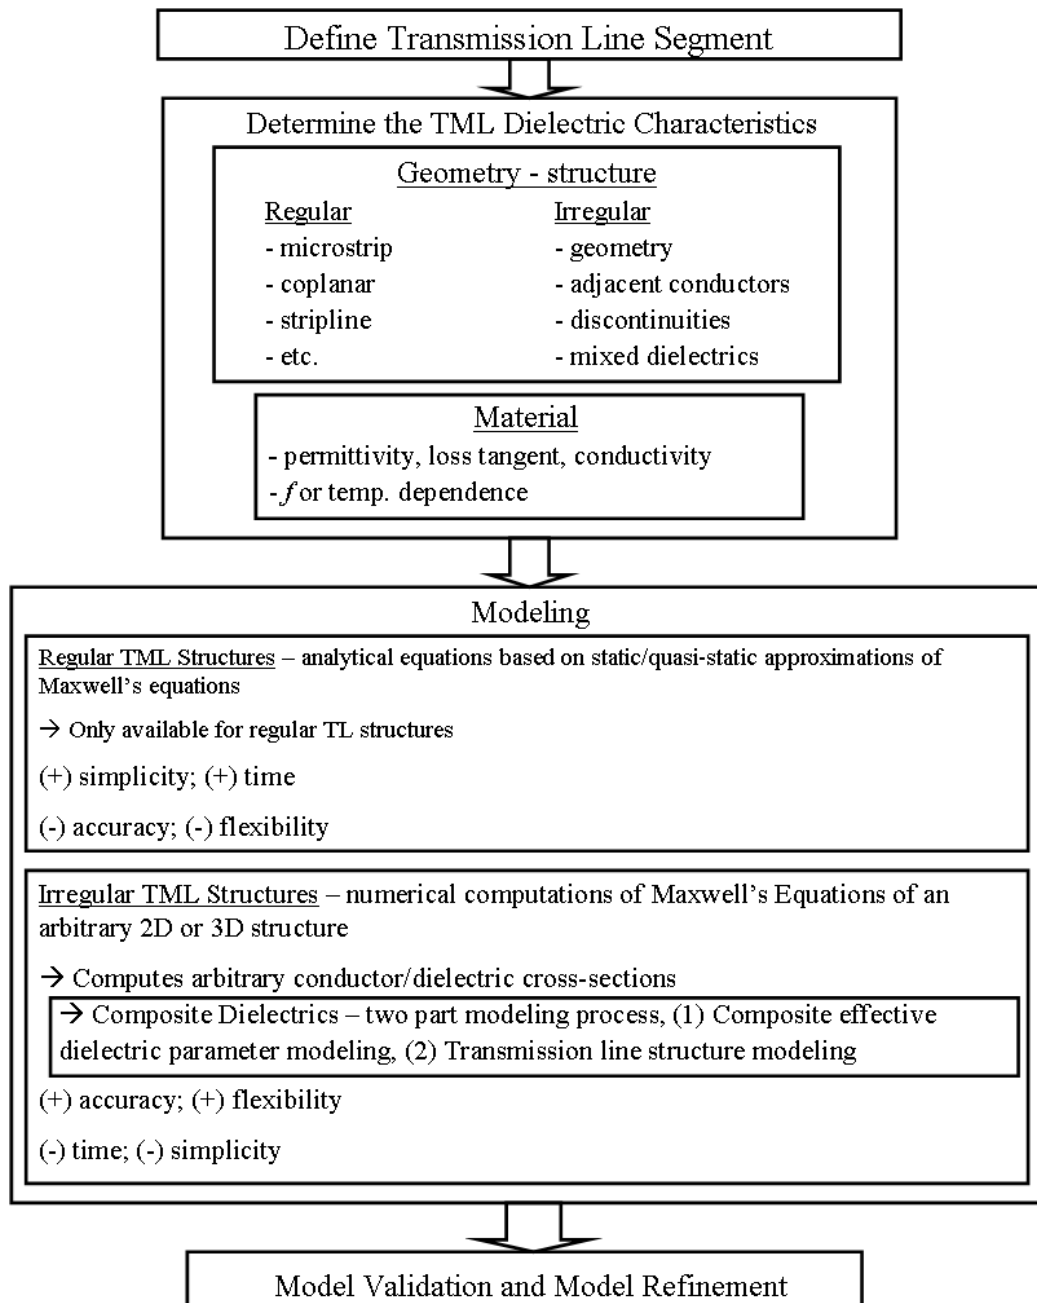 Define Transmission Line Segment
Determine the TML Dielectric Characteristics
Geometry - structure
Regular
- microstrip
- coplanar
- stripline
- etc.
Irregular
- geometry
- adjacent conductors
- discontinuities
- mixed dielectrics
Material
- permittivity, loss tangent, conductivity
- f or temp. dependence
Modeling
Regular TML Structures – analytical equations based on static/quasi-static approximations of
Maxwell's equations
→ Only available for regular TL structures
(+) simplicity; (+) time
(-) accuracy; (-) flexibility
Irregular TML Structures – numerical computations of Maxwell's Equations of an
arbitrary 2D or 3D structure
→ Computes arbitrary conductor/dielectric cross-sections
→ Composite Dielectrics – two part modeling process, (1) Composite effective
dielectric parameter modeling, (2) Transmission line structure modeling
(+) accuracy; (+) flexibility
(-) time; (-) simplicity
Model Validation and Model Refinement